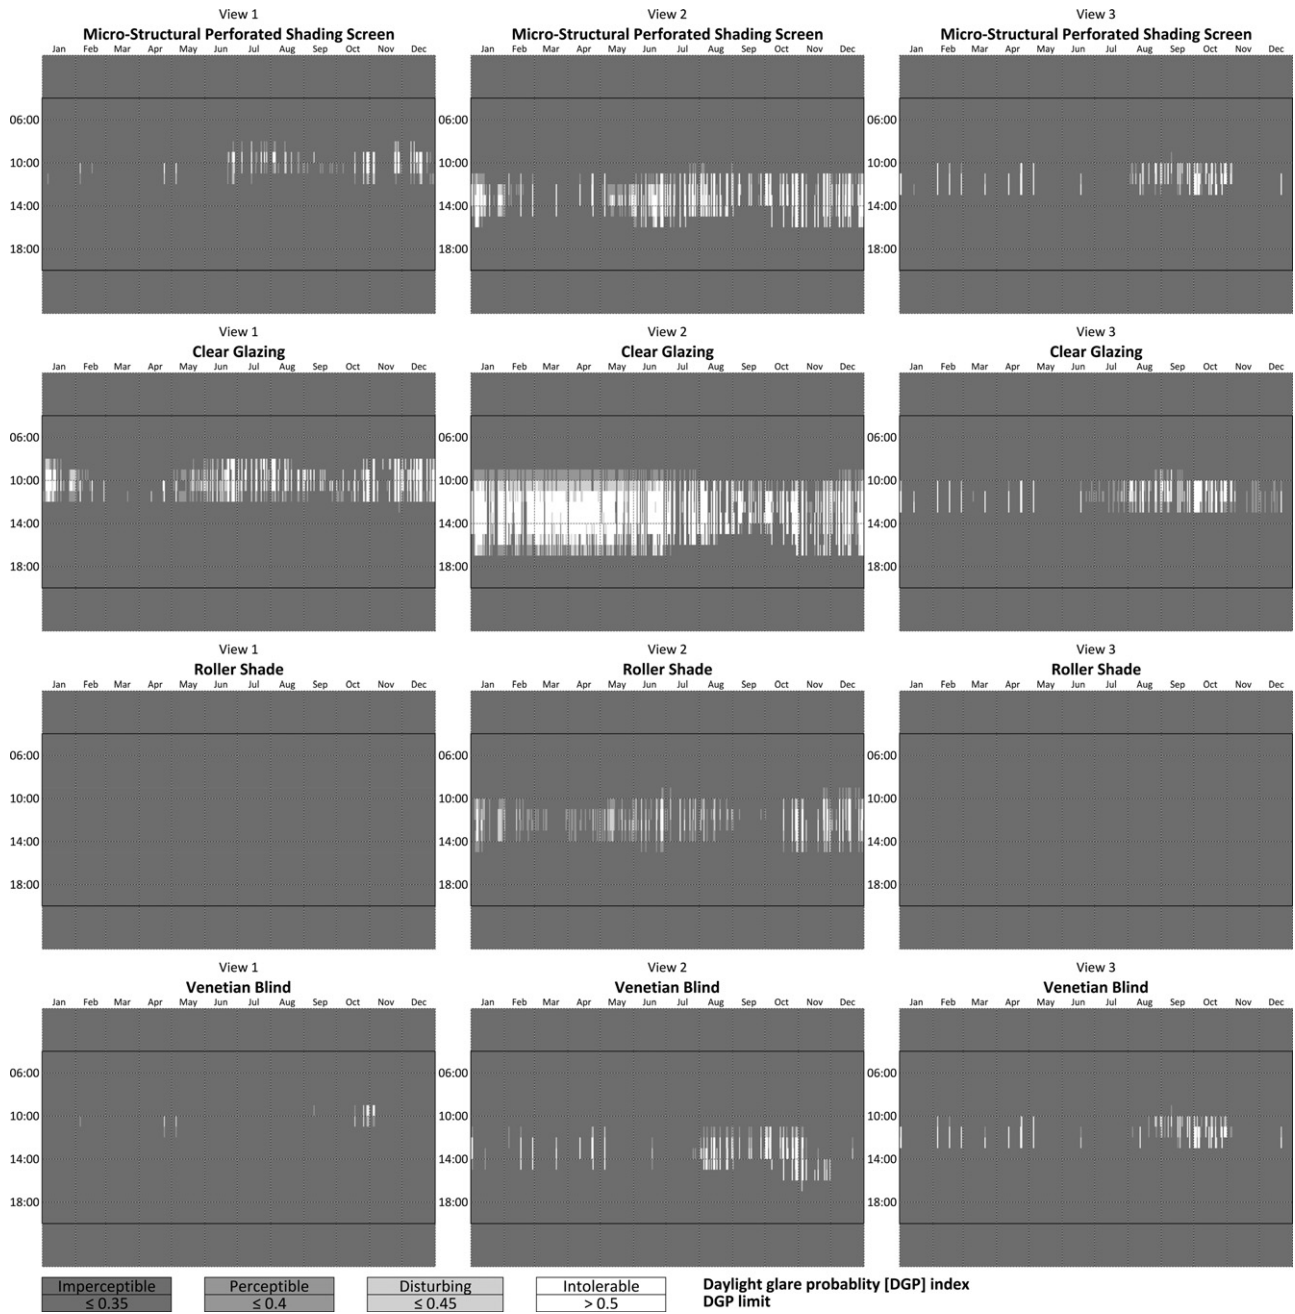 View 1 View 2 View 3
Micro-Structural Perforated Shading Screen Micro-Structural Perforated Shading Screen Micro-Structural Perforated Shading Screen
Jan Feb Mar Apr May Jun Jul Aug Sep Oct Nov Dec Jan Feb Mar Apr May Jun Jul Aug Sep Oct Nov Dec Jan Feb Mar Apr May Jun Jul Aug Sep Oct Nov Dec
06:00 06:00 06:00
10:00 10:00 10:00
14:00 14:00 14:00
18:00 18:00 18:00
View 1 View 2 View 3
Clear Glazing Clear Glazing Clear Glazing
Jan Feb Mar Apr May Jun Jul Aug Sep Oct Nov Dec Jan Feb Mar Apr May Jun Jul Aug Sep Oct Nov Dec Jan Feb Mar Apr May Jun Jul Aug Sep Oct Nov Dec
06:00 06:00 06:00
10:00 10:00 10:00
14:00 14:00 14:00
18:00 18:00 18:00
View 1 View 2 View 3
Roller Shade Roller Shade Roller Shade
Jan Feb Mar Apr May Jun Jul Aug Sep Oct Nov Dec Jan Feb Mar Apr May Jun Jul Aug Sep Oct Nov Dec Jan Feb Mar Apr May Jun Jul Aug Sep Oct Nov Dec
06:00 06:00 06:00
10:00 10:00 10:00
14:00 14:00 14:00
18:00 18:00 18:00
View 1 View 2 View 3
Venetian Blind Venetian Blind Venetian Blind
Jan Feb Mar Apr May Jun Jul Aug Sep Oct Nov Dec Jan Feb Mar Apr May Jun Jul Aug Sep Oct Nov Dec Jan Feb Mar Apr May Jun Jul Aug Sep Oct Nov Dec
06:00 06:00 06:00
10:00 10:00 10:00
14:00 14:00 14:00
18:00 18:00 18:00
Imperceptible Perceptible Disturbing Intolerable Daylight glare probablity [DGP] index
≤ 0.35 ≤ 0.4 ≤ 0.45 > 0.5 DGP limit